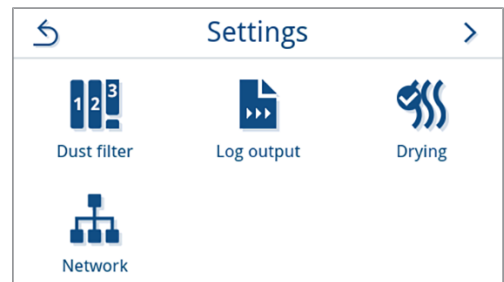 Settings
1 2 3
Dust filter
Log output
Drying
Network